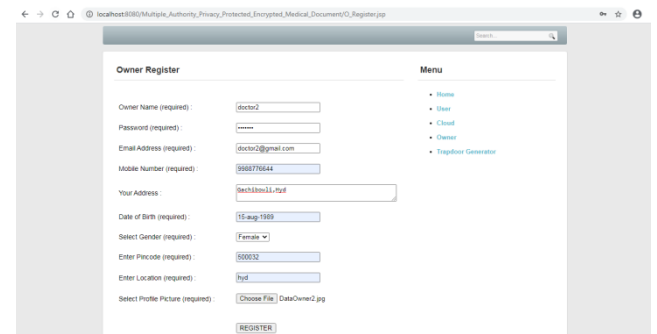 localhost:8080/Multiple_Authority_Privacy_Protected_Encrypted_Medical_Document/O_Register.jsp
Search...
Owner Register
Owner Name (required) : doctor2
Password (required) : •••••••
Email Address (required) : doctor2@gmail.com
Mobile Number (required) : 9988776644
Your Address : Gachibouli,hyd
Date of Birth (required) : 15-aug-1989
Select Gender (required) : Female
Enter Pincode (required) : 500032
Enter Location (required) : hyd
Select Profile Picture (required) : Choose File DataOwner2.jpg
REGISTER
Menu
Home
User
Cloud
Owner
Trapdoor Generator